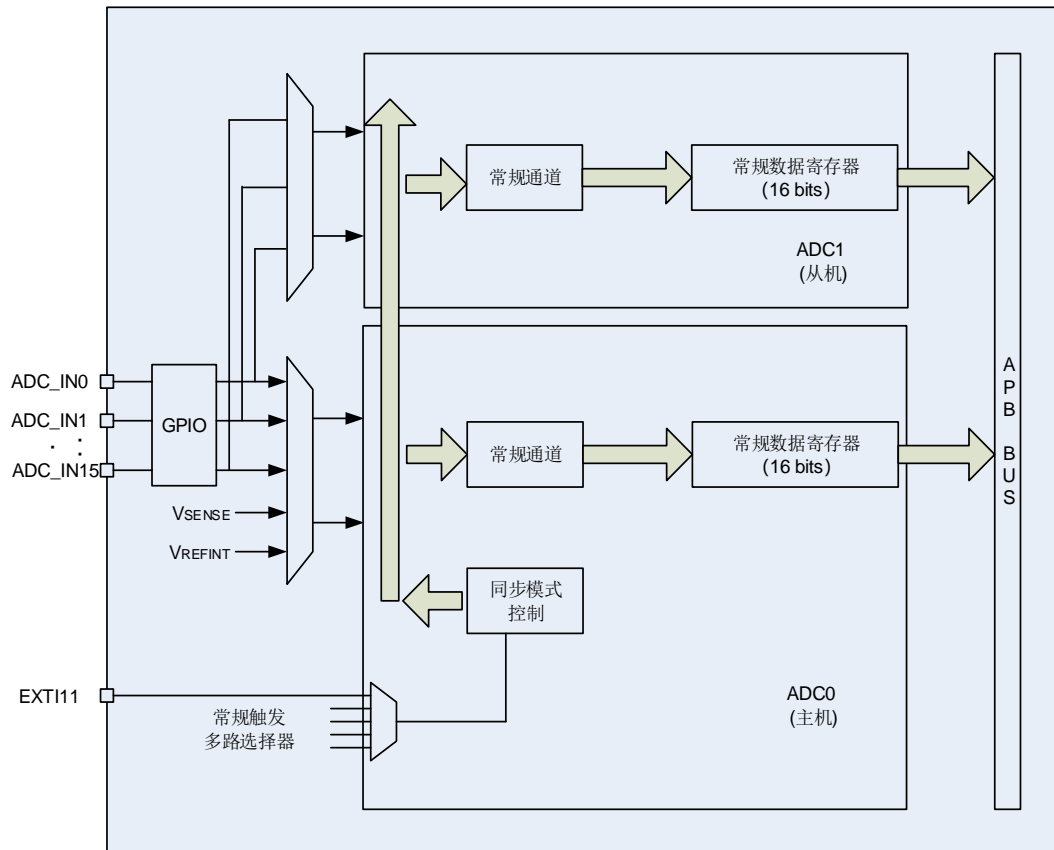 常规通道
常规数据寄存器
(16 bits)
ADC1
(从机)
ADC_IN0
ADC_IN1
ADC_IN15
GPIO
VSENSE
VREFINT
常规通道
常规数据寄存器
(16 bits)
同步模式
控制
EXTI11
常规触发
多路选择器
ADC0
(主机)
APB BUS